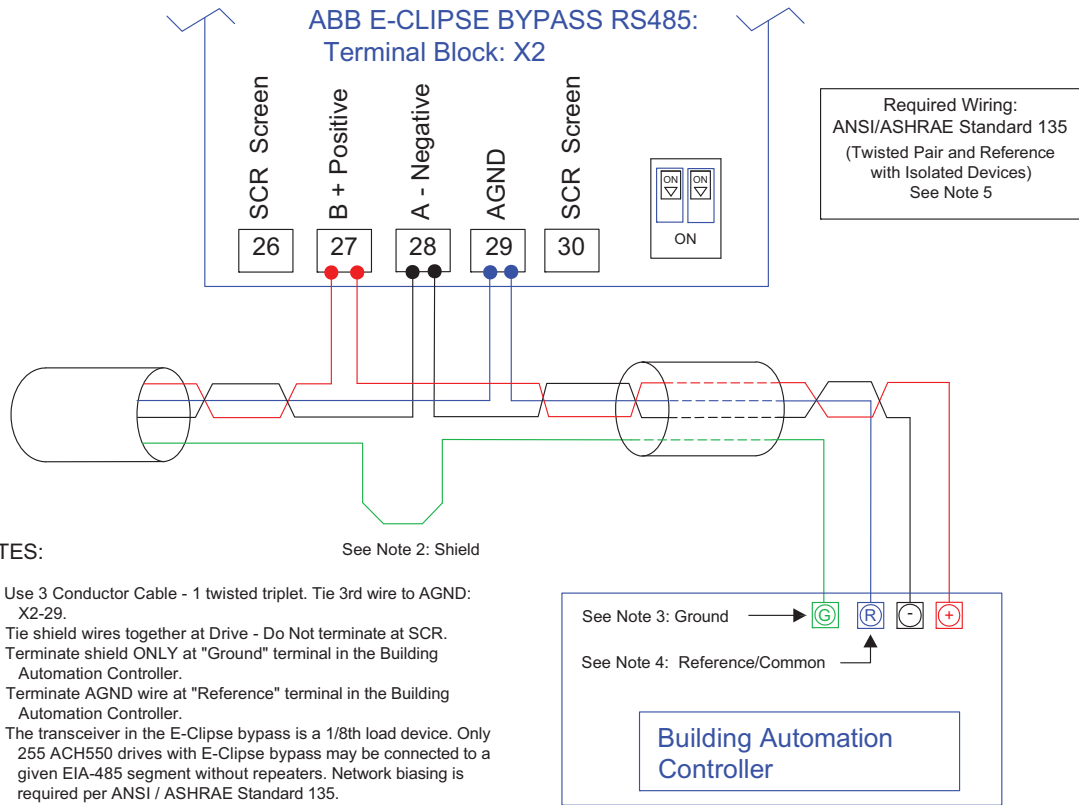 ABB E-CLIPSE BYPASS RS485:
Terminal Block: X2
SCR Screen
B + Positive
A - Negative
AGND
SCR Screen
26
27
28
29
30
ON
ON
ON
Required Wiring:
ANSI/ASHRAE Standard 135
(Twisted Pair and Reference
with Isolated Devices)
See Note 5
See Note 2: Shield
TES:
Use 3 Conductor Cable - 1 twisted triplet. Tie 3rd wire to AGND:
X2-29.
Tie shield wires together at Drive - Do Not terminate at SCR.
Terminate shield ONLY at "Ground" terminal in the Building
Automation Controller.
Terminate AGND wire at "Reference" terminal in the Building
Automation Controller.
The transceiver in the E-Clipse bypass is a 1/8th load device. Only
255 ACH550 drives with E-Clipse bypass may be connected to a
given EIA-485 segment without repeaters. Network biasing is
required per ANSI / ASHRAE Standard 135.
See Note 3: Ground
G
R
-
+
See Note 4: Reference/Common
Building Automation
Controller